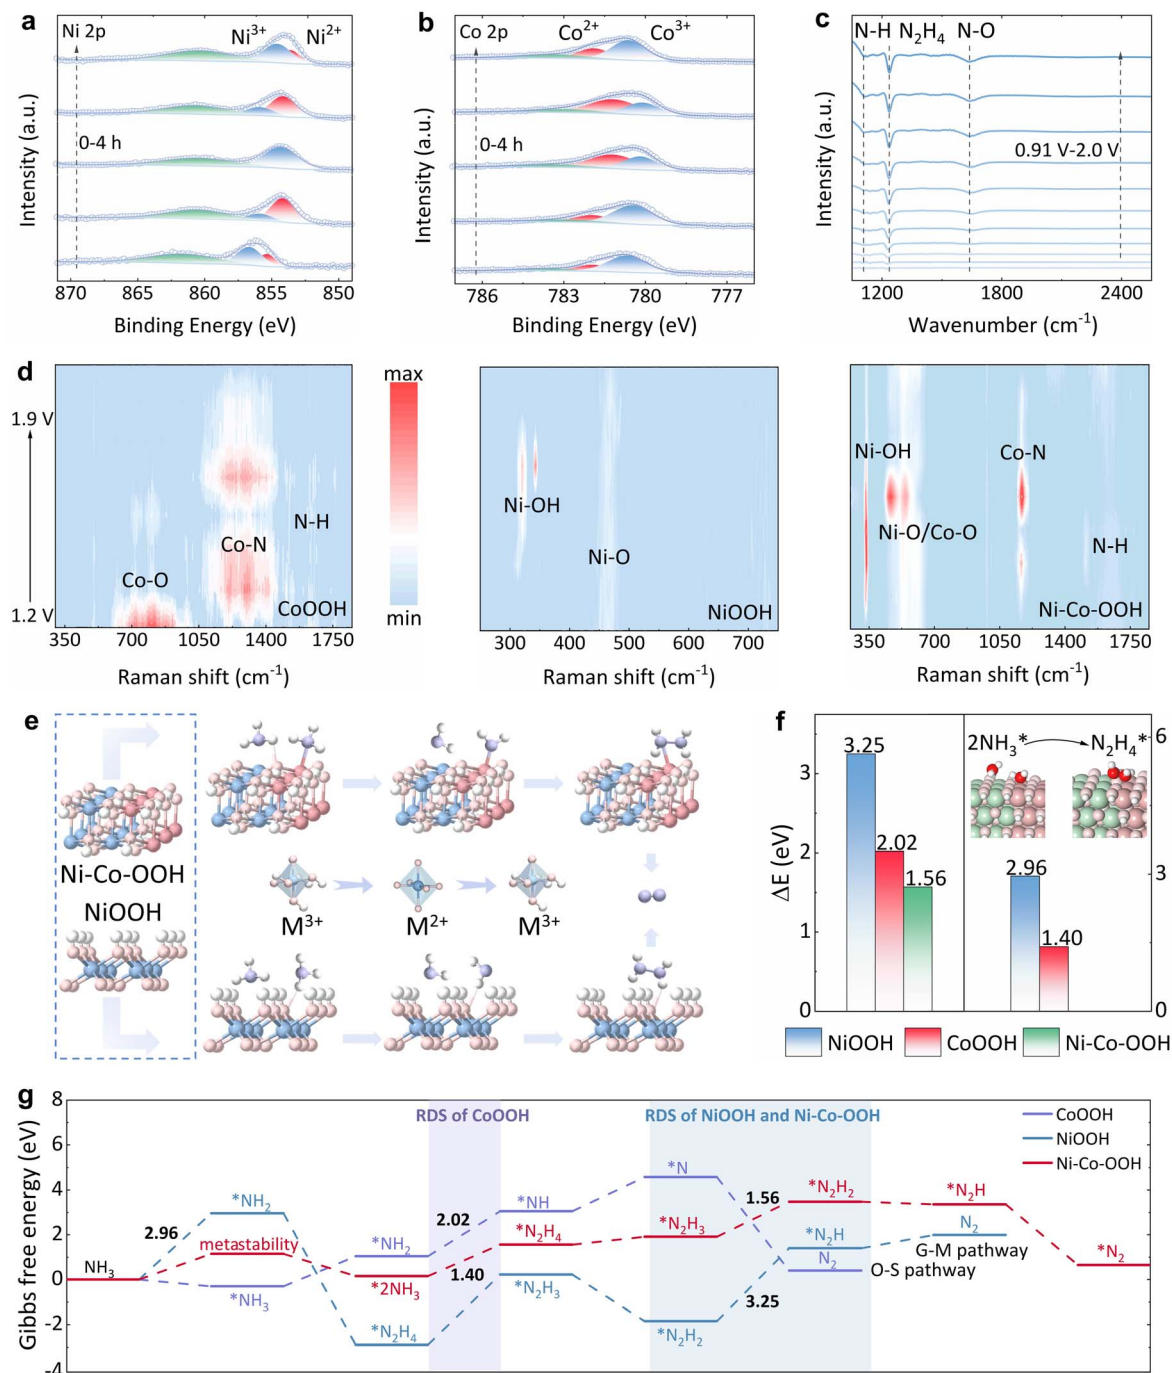 a
Ni 2p
Ni3+
Ni2+
0-4 h
Intensity (a.u.)
870 865 860 855 850
Binding Energy (eV)
b
Co 2p
Co2+
Co3+
0-4 h
Intensity (a.u.)
786 783 780 777
Binding Energy (eV)
c
N-H N2H4 N-O
0.91 V-2.0 V
Intensity (a.u.)
1200 1800 2400
Wavenumber (cm-1)
d
1.9 V
1.2 V
Co-O
Co-N
N-H
CoOOH
350 700 1050 1400 1750
Raman shift (cm-1)
max
min
Ni-OH
Ni-O
NiOOH
300 400 500 600 700
Raman shift (cm-1)
Ni-OH
Co-N
Ni-O/Co-O
N-H
Ni-Co-OOH
350 700 1050 1400 1750
Raman shift (cm-1)
e
Ni-Co-OOH
NiOOH
M3+
M2+
M3+
f
ΔE (eV)
3
2
1
0
3.25
2.02
1.56
2NH3* N2H4*
2.96
1.40
6
3
0
NiOOH CoOOH Ni-Co-OOH
g
Gibbs free energy (eV)
8
6
4
2
0
-2
-4
RDS of CoOOH
RDS of NiOOH and Ni-Co-OOH
CoOOH
NiOOH
Ni-Co-OOH
NH3
2.96
*NH2
metastability
*NH3
*NH2
*2NH3
*N2H4
2.02
1.40
*NH
*N2H4
*N2H3
*N
*N2H3
*N2H2
1.56
3.25
*N2H2
*N2H
N2
O-S pathway
*N2H
N2
G-M pathway
*N2